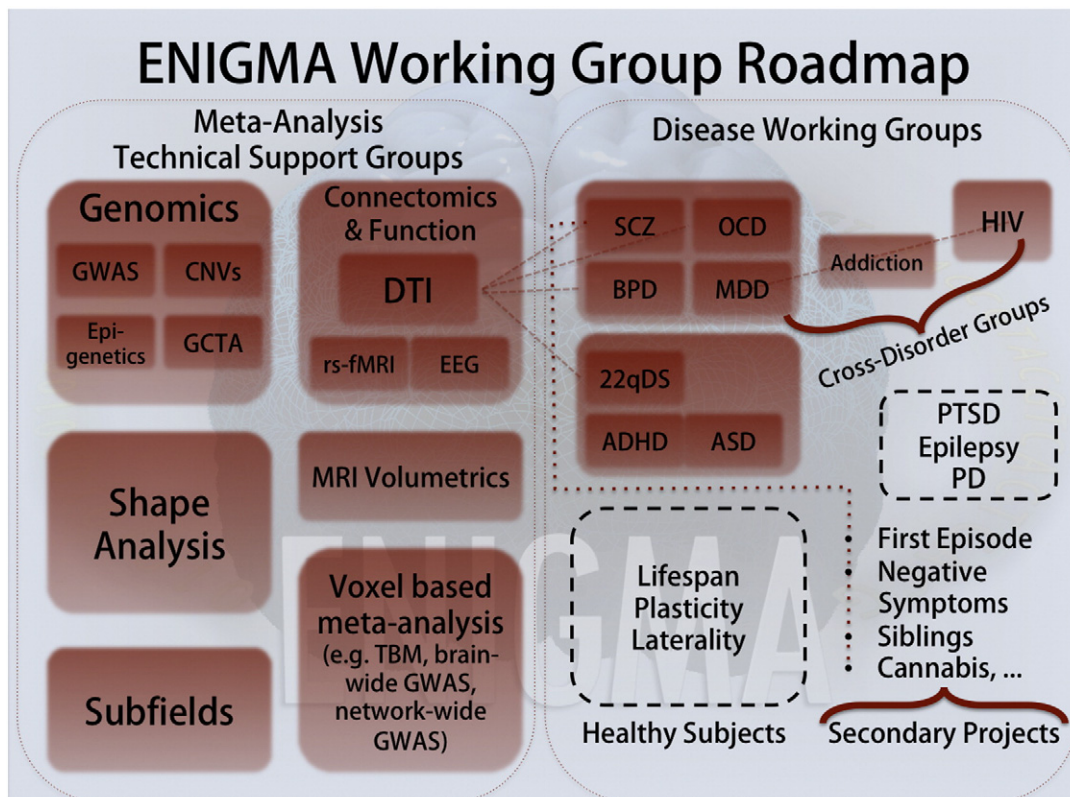 ENIGMA Working Group Roadmap
Meta-Analysis
Technical Support Groups
Genomics
GWAS
CNVs
Epi-
genetics
GCTA
Connectomics
& Function
DTI
rs-fMRI
EEG
Shape
Analysis
MRI Volumetrics
Subfields
Voxel based
meta-analysis
(e.g. TBM, brain-
wide GWAS,
network-wide
GWAS)
Disease Working Groups
SCZ
OCD
BPD
MDD
Addiction
HIV
Cross-Disorder Groups
22qDS
ADHD
ASD
PTSD
Epilepsy
PD
Lifespan
Plasticity
Laterality
Healthy Subjects
• First Episode
• Negative
Symptoms
• Siblings
• Cannabis, ...
Secondary Projects
ENIGMA